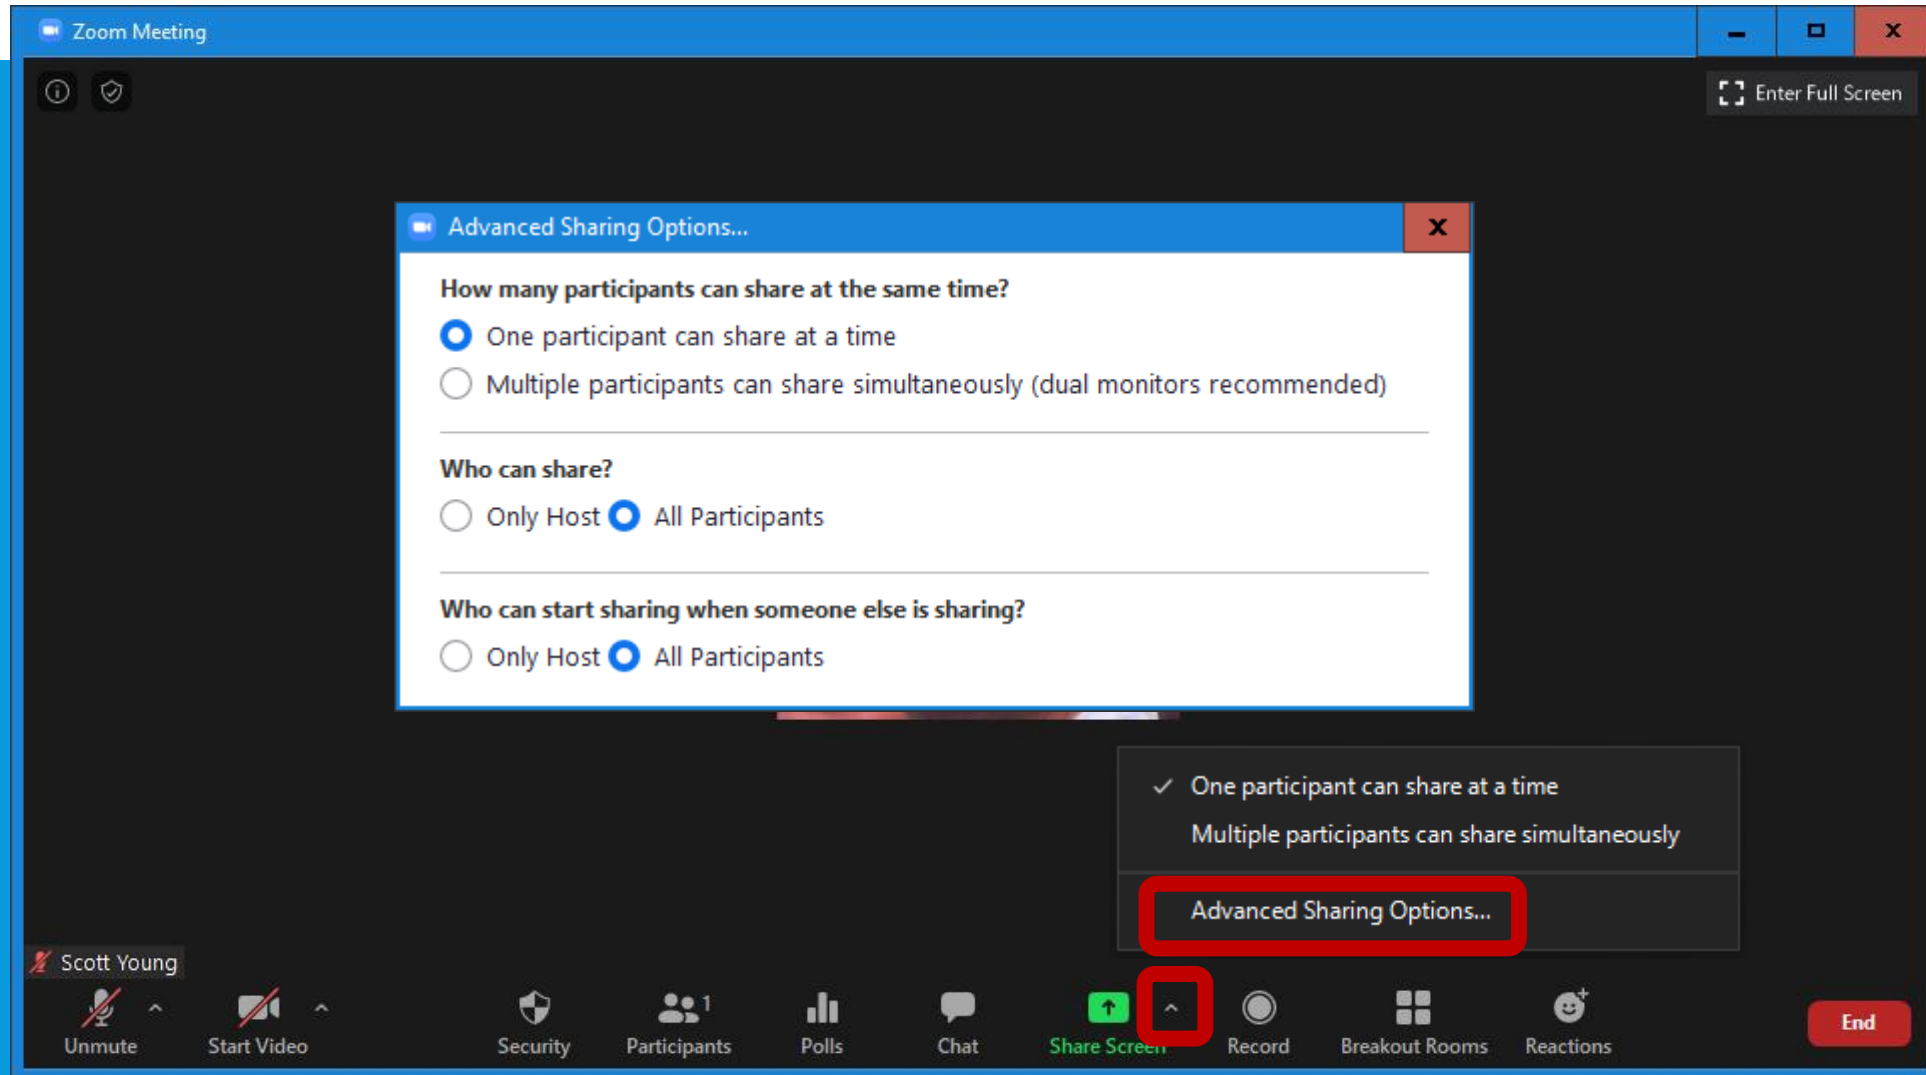 Zoom Meeting
Enter Full Screen
Advanced Sharing Options...
How many participants can share at the same time?
One participant can share at a time
Multiple participants can share simultaneously (dual monitors recommended)
Who can share?
Only Host All Participants
Who can start sharing when someone else is sharing?
Only Host All Participants
One participant can share at a time
Multiple participants can share simultaneously
Advanced Sharing Options...
Scott Young
1
Unmute Start Video Security Participants Polls Chat Share Screen Record Breakout Rooms Reactions End